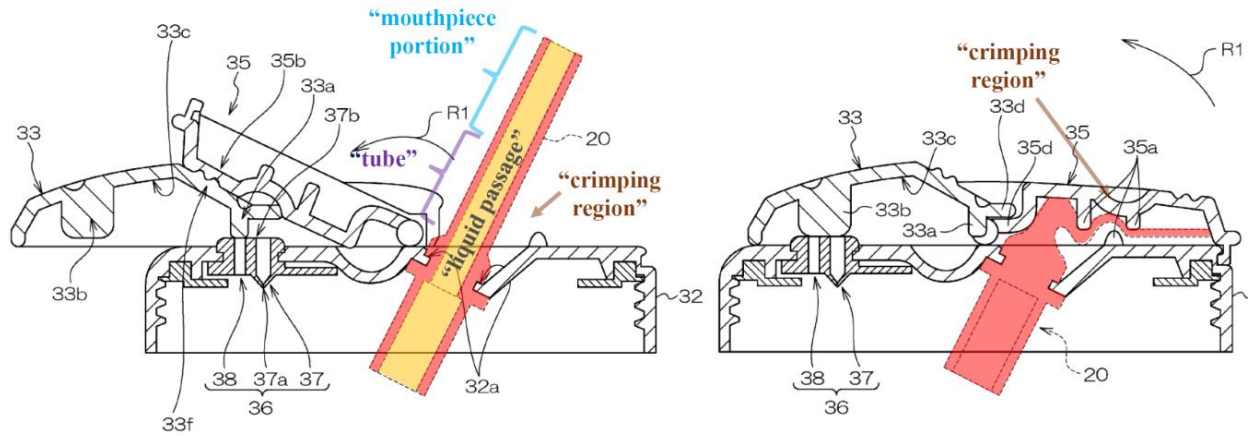 “mouthpiece
portion”
33c
35
35b
33a
37b
33
R1
“tube”
20
“liquid passage”
“crimping
region”
33b
38
37a
37
36
32a
32
33f
“crimping
region”
R1
33
33c
33d
35d
35
35a
33b
33a
38
37
36
20